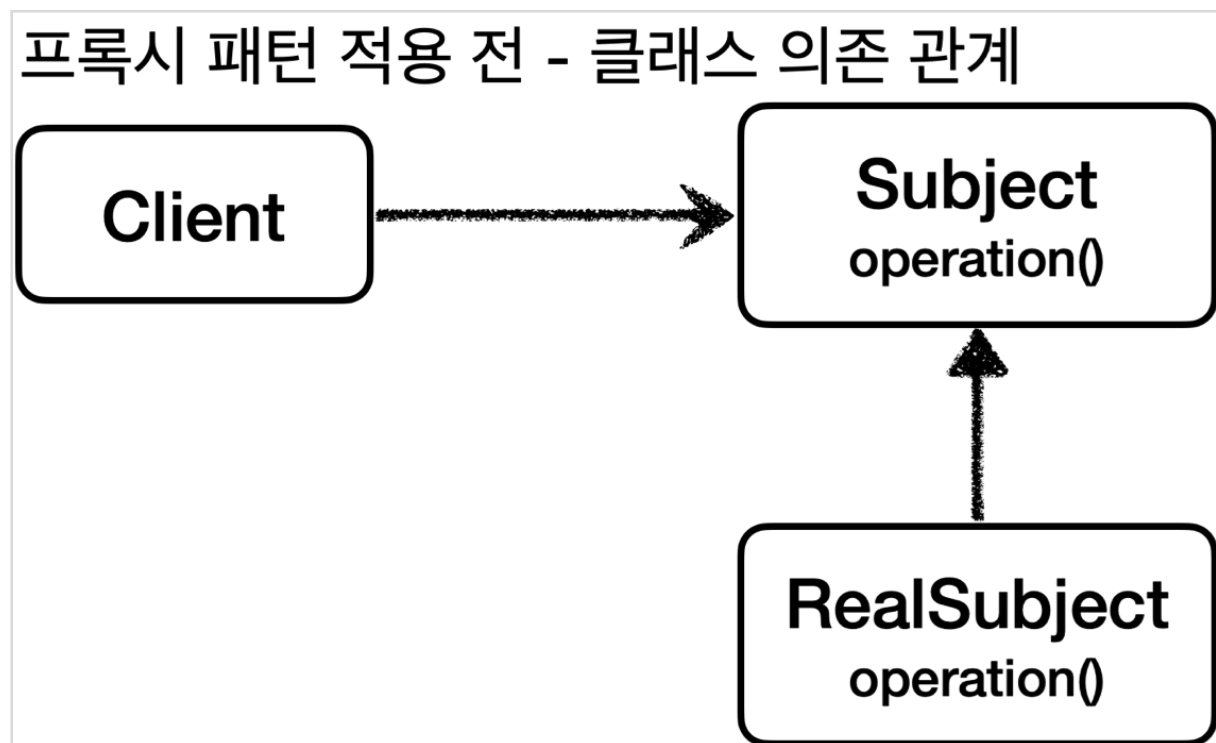 프록시 패턴 적용 전 - 클래스 의존 관계
Client
Subject
operation()
RealSubject
operation()